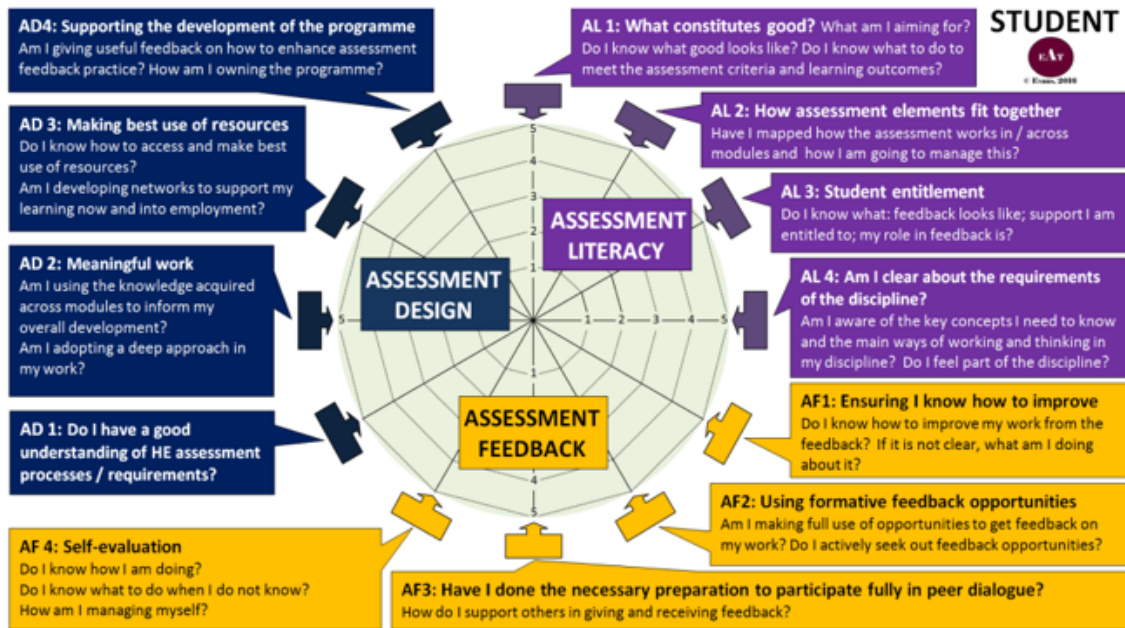 AD4: Supporting the development of the programme
Am I giving useful feedback on how to enhance assessment
feedback practice? How am I owning the programme?
AL 1: What constitutes good? What am I aiming for?
Do I know what good looks like? Do I know what to do to
meet the assessment criteria and learning outcomes?
STUDENT
EAT
© Evans, 2016
AD 3: Making best use of resources
Do I know how to access and make best
use of resources?
Am I developing networks to support my
learning now and into employment?
AL 2: How assessment elements fit together
Have I mapped how the assessment works in / across
modules and how I am going to manage this?
AL 3: Student entitlement
Do I know what: feedback looks like; support I am
entitled to; my role in feedback is?
AD 2: Meaningful work
Am I using the knowledge acquired
across modules to inform my
overall development?
Am I adopting a deep approach in
my work?
AL 4: Am I clear about the requirements
of the discipline?
Am I aware of the key concepts I need to know
and the main ways of working and thinking in
my discipline? Do I feel part of the discipline?
5
4
3
2
1
ASSESSMENT
LITERACY
ASSESSMENT
DESIGN
5
1 2 3 4 5
1
ASSESSMENT
FEEDBACK
4
5
AD 1: Do I have a good
understanding of HE assessment
processes / requirements?
AF1: Ensuring I know how to improve
Do I know how to improve my work from the
feedback? If it is not clear, what am I doing
about it?
AF2: Using formative feedback opportunities
Am I making full use of opportunities to get feedback on
my work? Do I actively seek out feedback opportunities?
AF 4: Self-evaluation
Do I know how I am doing?
Do I know what to do when I do not know?
How am I managing myself?
AF3: Have I done the necessary preparation to participate fully in peer dialogue?
How do I support others in giving and receiving feedback?